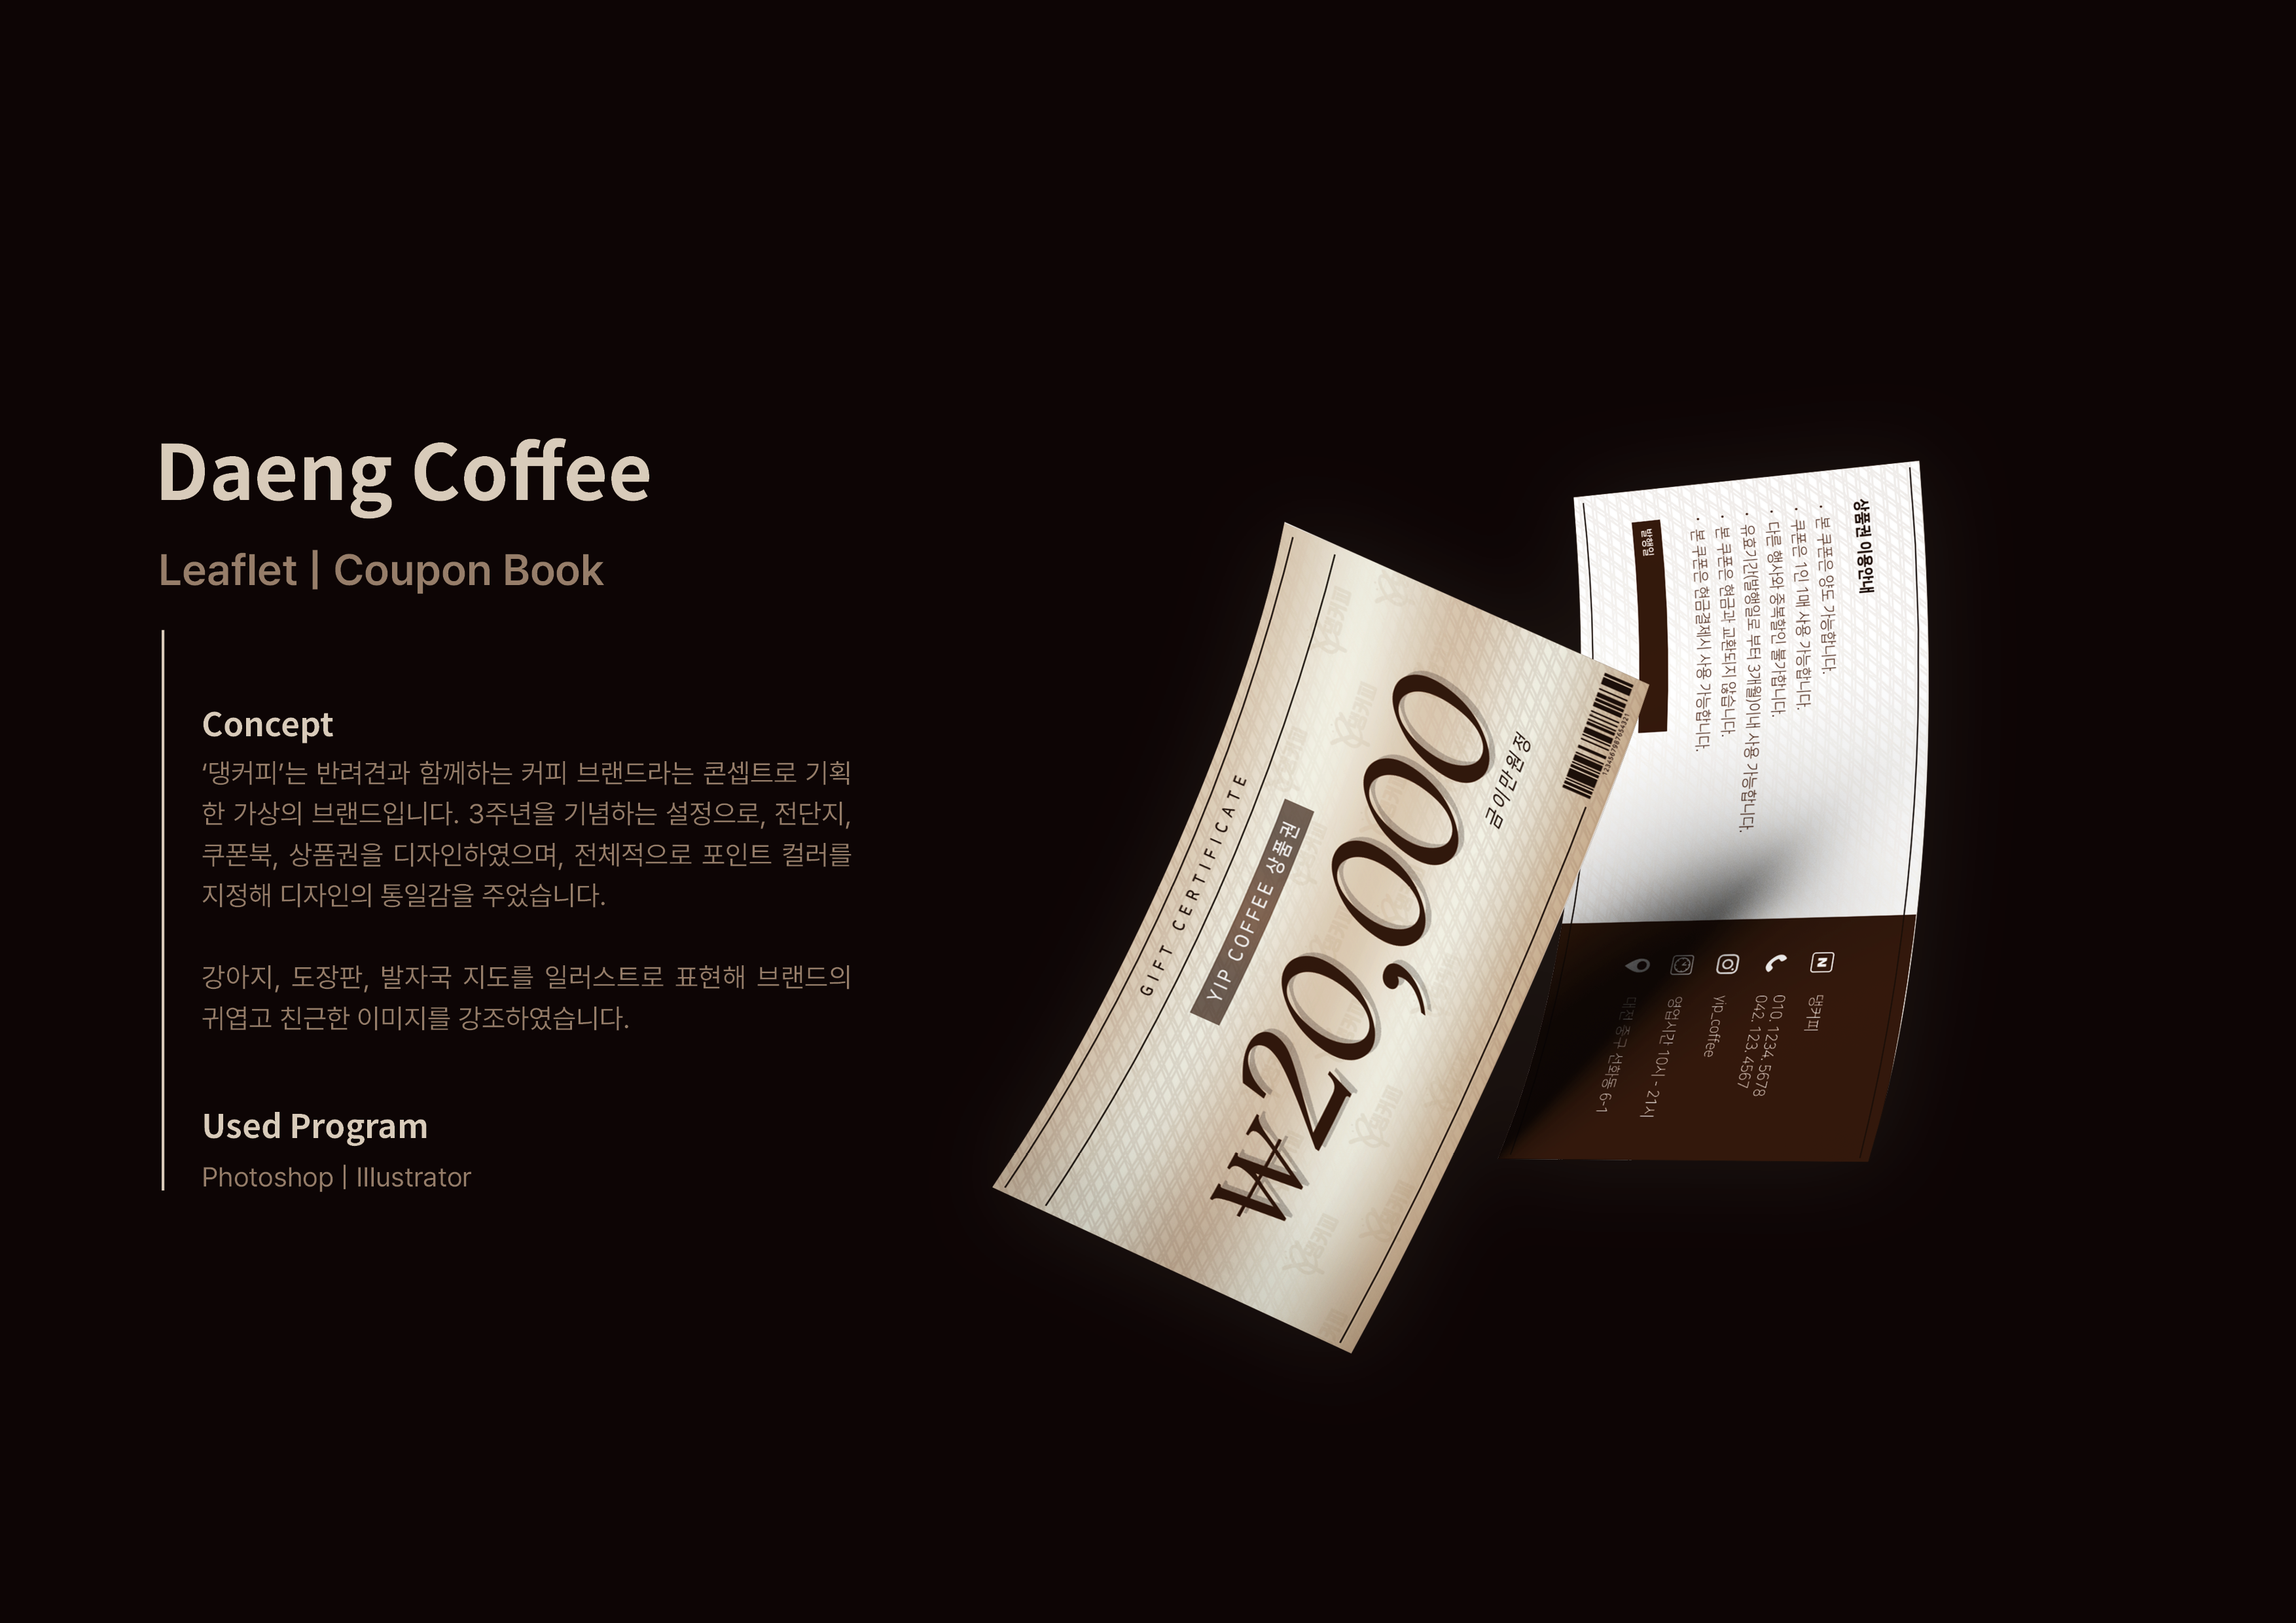 Daeng Coffee
Leaflet | Coupon Book
Concept
‘댕커피’는 반려견과 함께하는 커피 브랜드라는 콘셉트로 기획
한 가상의 브랜드입니다. 3주년을 기념하는 설정으로, 전단지,
쿠폰북, 상품권을 디자인하였으며, 전체적으로 포인트 컬러를
지정해 디자인의 통일감을 주었습니다.
강아지, 도장판, 발자국 지도를 일러스트로 표현해 브랜드의
귀엽고 친근한 이미지를 강조하였습니다.
Used Program
Photoshop | Illustrator
GIFT CERTIFICATE
YIP COFFEE 상품권
₩20,000
금이만원정
상품권 이용안내
· 본 쿠폰은 양도 가능합니다.
· 쿠폰은 1인 1매 사용 가능합니다.
· 다른 행사와 중복할인 불가합니다.
· 유효기간(발행일로 부터 3개월)이내 사용 가능합니다.
· 본 쿠폰은 현금과 교환되지 않습니다.
· 본 쿠폰은 현금결제시 사용 가능합니다.
발행일
N
댕커피
010. 1234. 5678
042. 123. 4567
yip_coffee
영업시간 10시 - 21시
대전 중구 선화동 6-1